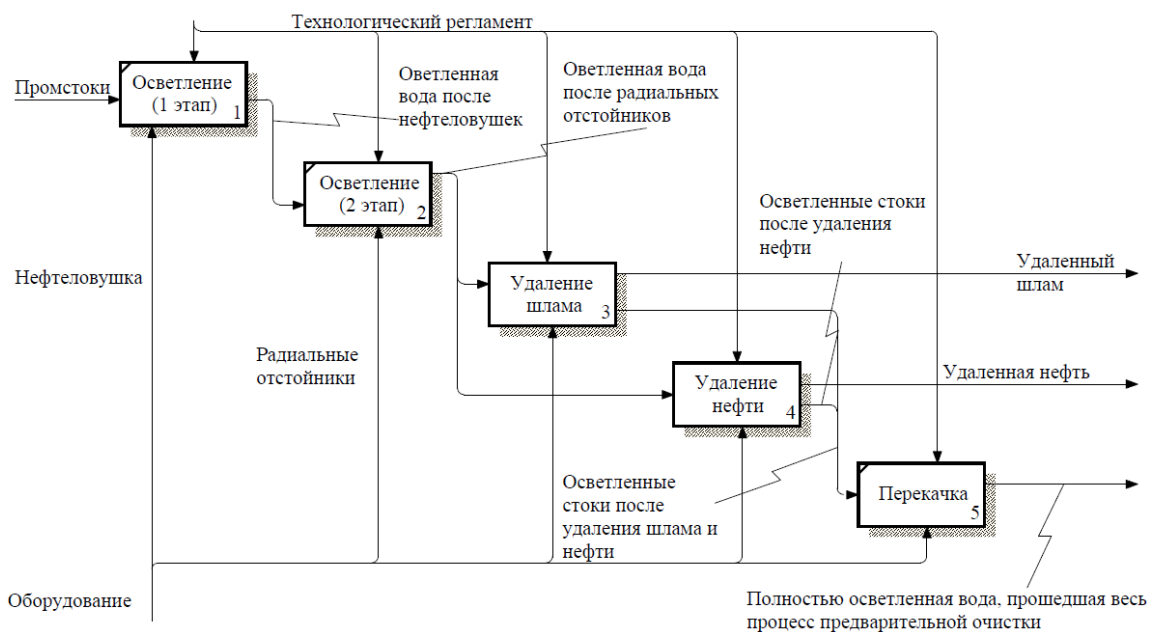 Технологический регламент
Промстоки
Осветление
(1 этап)
1
Оветленная
вода после
нефтеловушек
Оветленная вода
после радиальных
отстойников
Осветление
(2 этап)
2
Осветленные стоки
после удаления
нефти
Нефтеловушка
Удаление
шлама
3
Удаленный
шлам
Радиальные
отстойники
Удаление
нефти
4
Удаленная нефть
Осветленные
стоки после
удаления шлама и
нефти
Перекачка
5
Оборудование
Полностью осветленная вода, прошедшая весь
процесс предварительной очистки